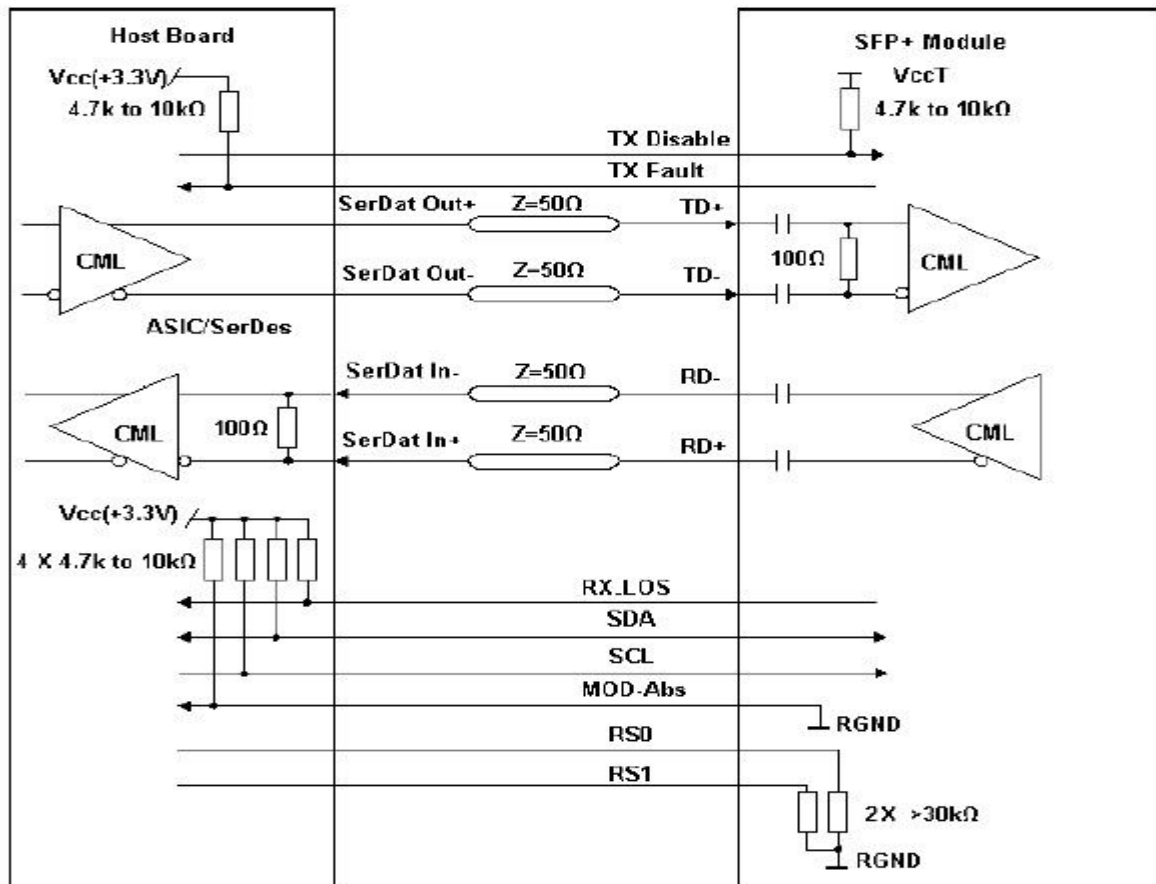 Host Board
SFP+ Module
Vcc(+3.3V)
VccT
4.7k to 10kΩ
4.7k to 10kΩ
TX Disable
TX Fault
SerDat Out+
Z=50Ω
TD+
CML
100Ω
CML
SerDat Out-
Z=50Ω
TD-
ASIC/SerDes
SerDat In-
Z=50Ω
RD-
CML
100Ω
SerDat In+
Z=50Ω
RD+
CML
Vcc(+3.3V)
4 X 4.7k to 10kΩ
RX_LOS
SDA
SCL
MOD-Abs
RGND
RS0
RS1
2X >30kΩ
RGND